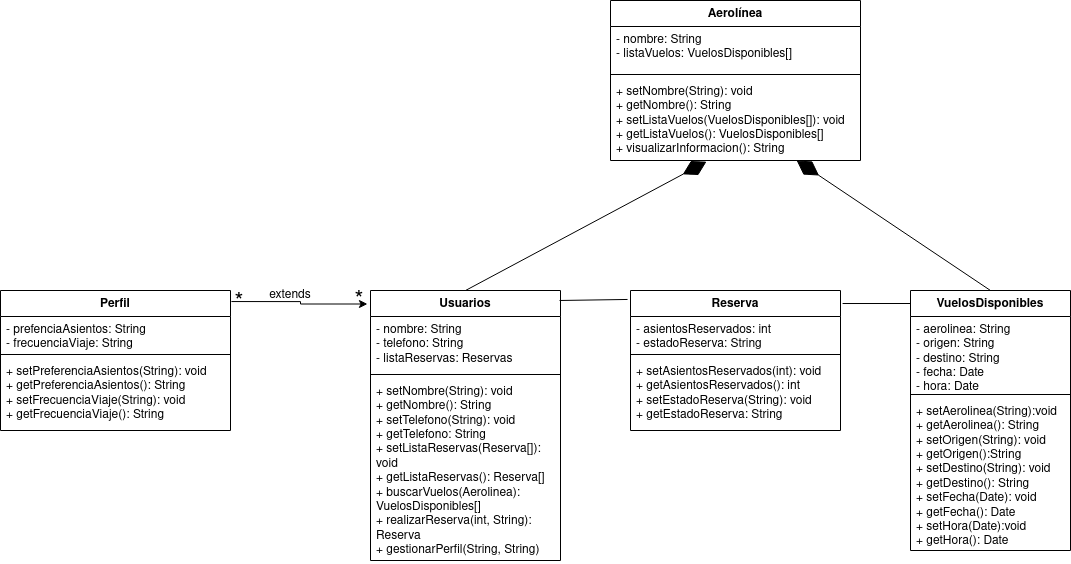 Aerolínea
- nombre: String
- listaVuelos: VuelosDisponibles[]
+ setNombre(String): void
+ getNombre(): String
+ setListaVuelos(VuelosDisponibles[]): void
+ getListaVuelos(): VuelosDisponibles[]
+ visualizarInformacion(): String
* extends *
Perfil
- prefenciaAsientos: String
- frecuenciaViaje: String
+ setPreferenciaAsientos(String): void
+ getPreferenciaAsientos(): String
+ setFrecuenciaViaje(String): void
+ getFrecuenciaViaje(): String
Usuarios
- nombre: String
- telefono: String
- listaReservas: Reservas
+ setNombre(String): void
+ getNombre(): String
+ setTelefono(String): void
+ getTelefono: String
+ setListaReservas(Reserva[]):
void
+ getListaReservas(): Reserva[]
+ buscarVuelos(Aerolinea):
VuelosDisponibles[]
+ realizarReserva(int, String):
Reserva
+ gestionarPerfil(String, String)
Reserva
- asientosReservados: int
- estadoReserva: String
+ setAsientosReservados(int): void
+ getAsientosReservados(): int
+ setEstadoReserva(String): void
+ getEstadoReserva: String
VuelosDisponibles
- aerolinea: String
- origen: String
- destino: String
- fecha: Date
- hora: Date
+ setAerolinea(String):void
+ getAerolinea(): String
+ setOrigen(String): void
+ getOrigen():String
+ setDestino(String): void
+ getDestino(): String
+ setFecha(Date): void
+ getFecha(): Date
+ setHora(Date):void
+ getHora(): Date